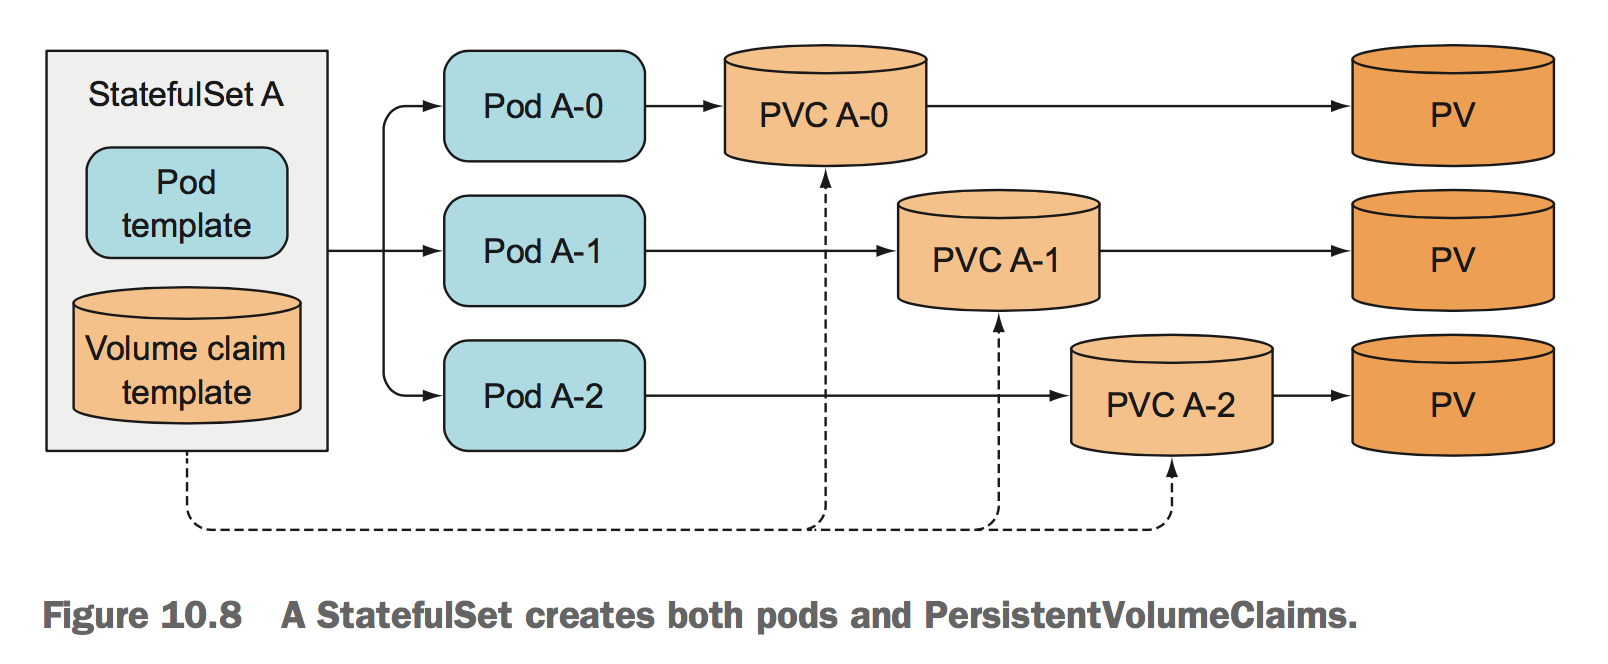 StatefulSet A
Pod
template
Volume claim
template
Pod A-0
PVC A-0
PV
Pod A-1
PVC A-1
PV
Pod A-2
PVC A-2
PV
Figure 10.8 A StatefulSet creates both pods and PersistentVolumeClaims.